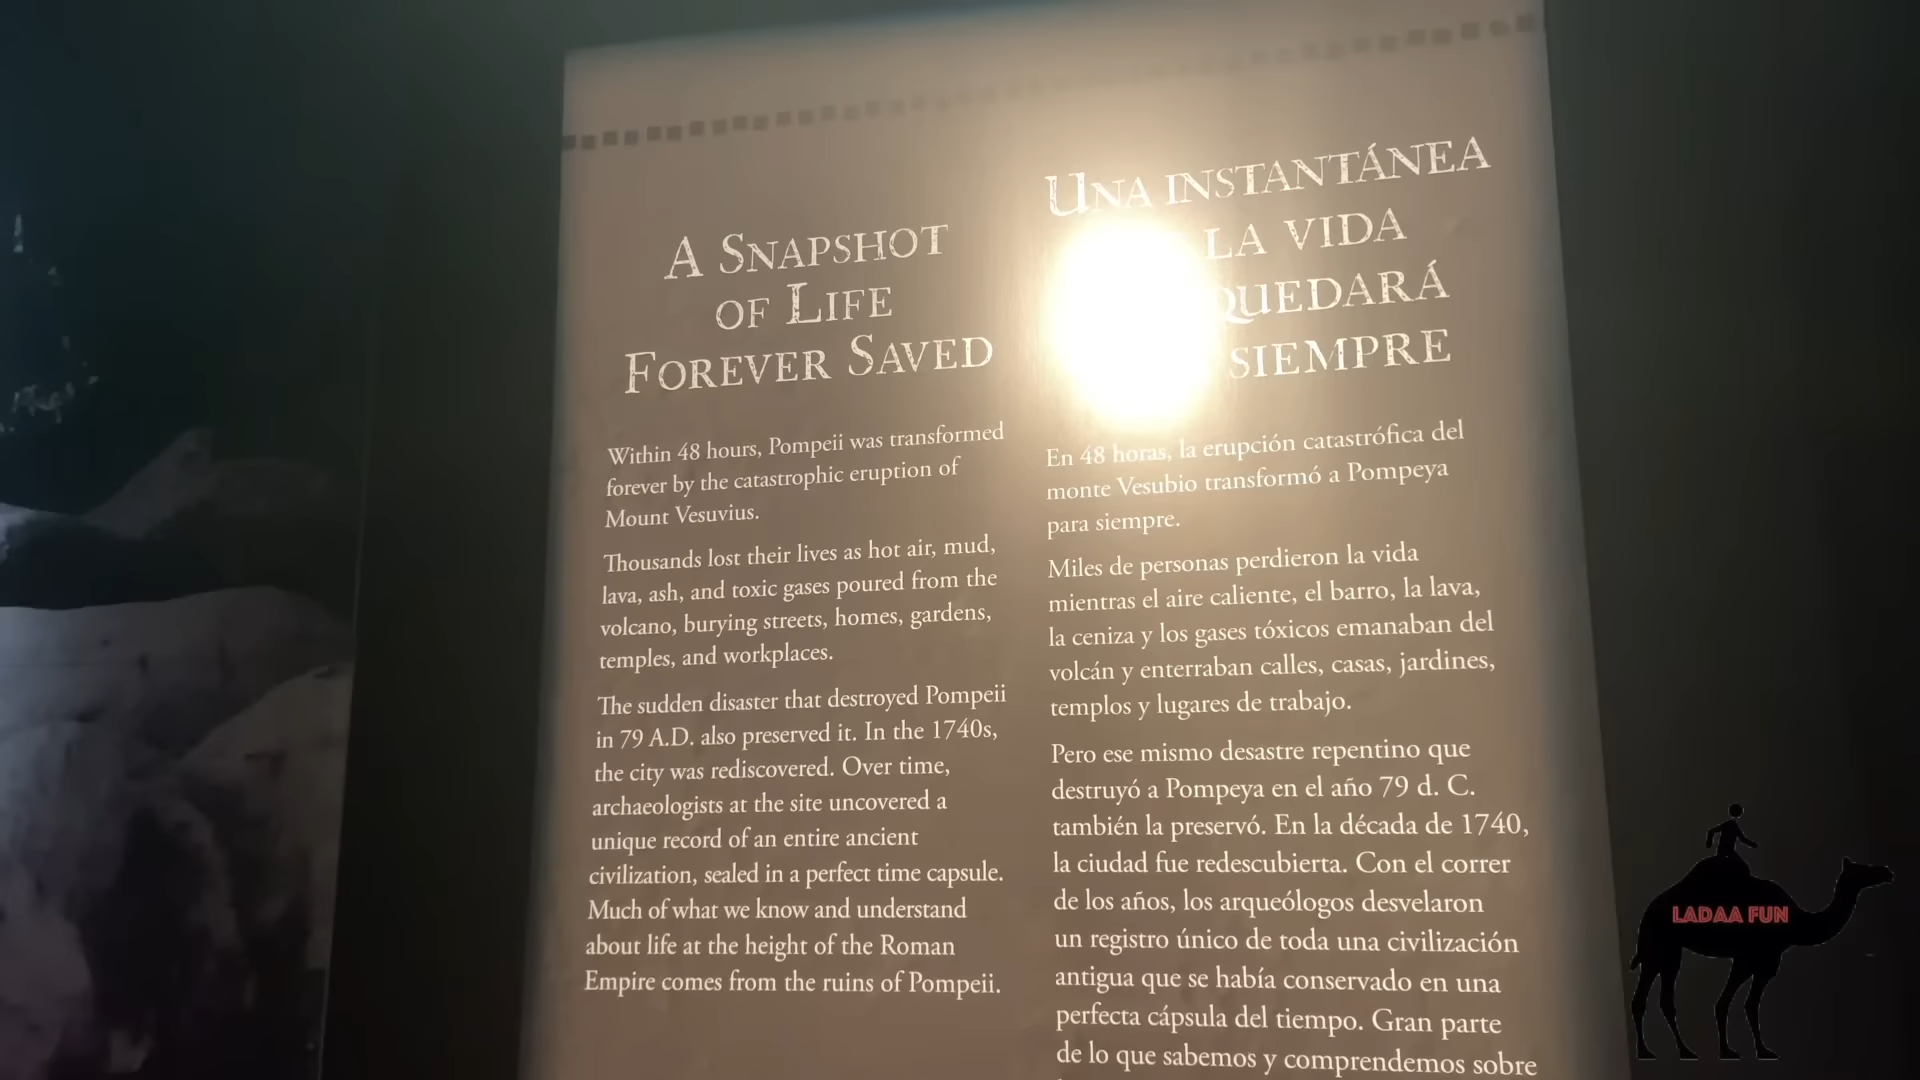 A Snapshot
of Life
Forever Saved
Within 48 hours, Pompeii was transformed
forever by the catastrophic eruption of
Mount Vesuvius.
Thousands lost their lives as hot air, mud,
lava, ash, and toxic gases poured from the
volcano, burying streets, homes, gardens,
temples, and workplaces.
The sudden disaster that destroyed Pompeii
in 79 A.D. also preserved it. In the 1740s,
the city was rediscovered. Over time,
archaeologists at the site uncovered a
unique record of an entire ancient
civilization, sealed in a perfect time capsule.
Much of what we know and understand
about life at the height of the Roman
Empire comes from the ruins of Pompeii.
Una instantánea
la vida
quedará
siempre
En 48 horas, la erupción catastrófica del
monte Vesubio transformó a Pompeya
para siempre.
Miles de personas perdieron la vida
mientras el aire caliente, el barro, la lava,
la ceniza y los gases tóxicos emanaban del
volcán y enterraban calles, casas, jardines,
templos y lugares de trabajo.
Pero ese mismo desastre repentino que
destruyó a Pompeya en el año 79 d. C.
también la preservó. En la década de 1740,
la ciudad fue redescubierta. Con el correr
de los años, los arqueólogos desvelaron
un registro único de toda una civilización
antigua que se había conservado en una
perfecta cápsula del tiempo. Gran parte
de lo que sabemos y comprendemos sobre
LADAA FUN